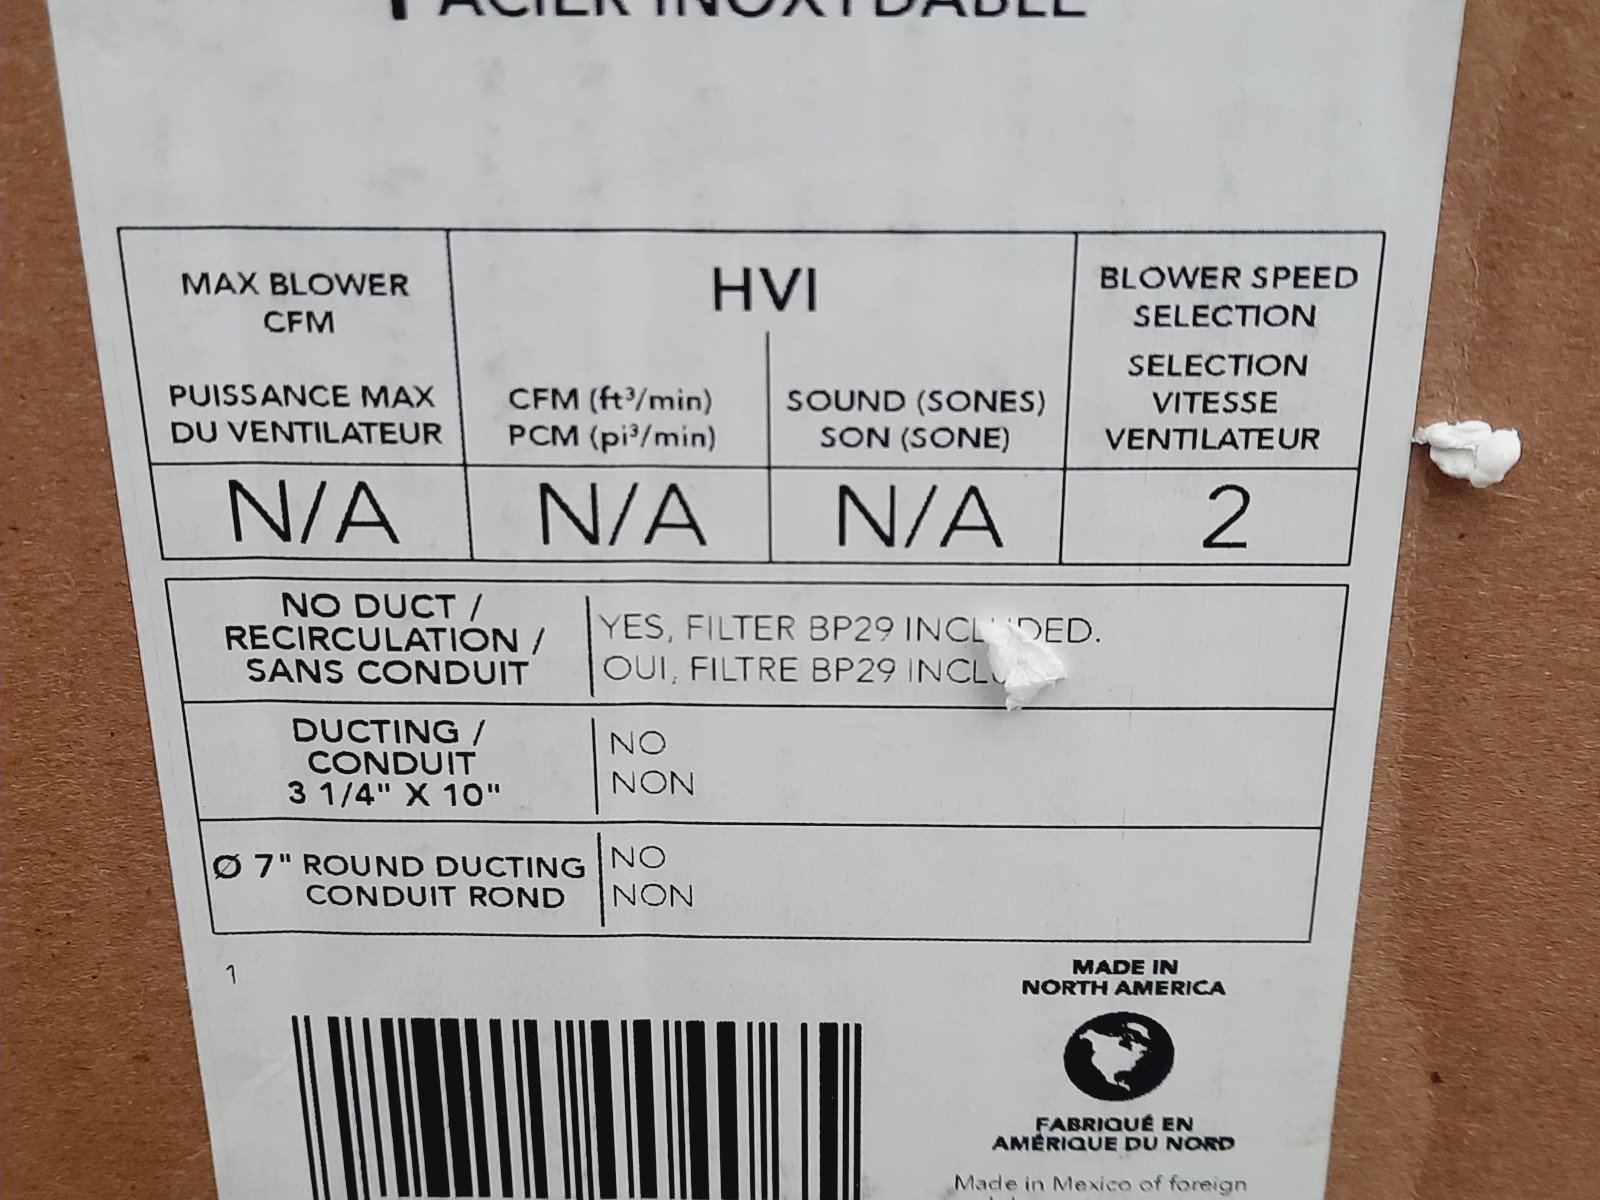 ACIER INOXYDABLE
MAX BLOWER
CFM
PUISSANCE MAX
DU VENTILATEUR
HVI
CFM (ft³/min)
PCM (pi³/min)
SOUND (SONES)
SON (SONE)
BLOWER SPEED
SELECTION
SELECTION
VITESSE
VENTILATEUR
N/A
N/A
N/A
2
NO DUCT /
RECIRCULATION /
SANS CONDUIT
YES, FILTER BP29 INCLUDED.
OUI, FILTRE BP29
DUCTING /
CONDUIT
3 1/4" X 10"
NO
NON
Ø 7" ROUND DUCTING
CONDUIT ROND
NO
NON
1
MADE IN
NORTH AMERICA
FABRIQUÉ EN
AMÉRIQUE DU NORD
Made in Mexico of foreign